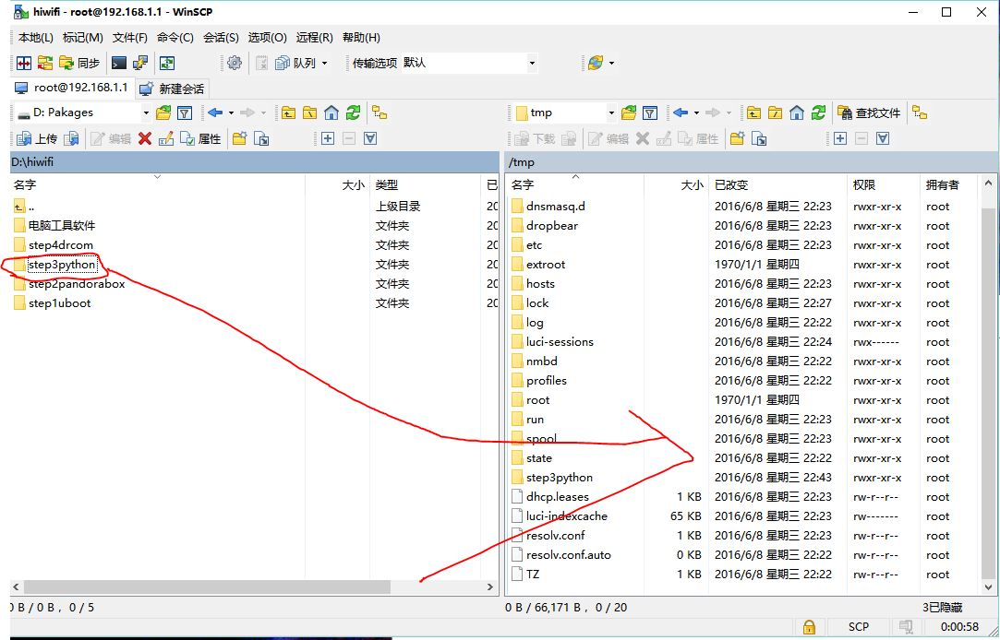 hiwifi - root@192.168.1.1 - WinSCP
本地(L) 标记(M) 文件(F) 命令(C) 会话(S) 选项(O) 远程(R) 帮助(H)
同步 队列 传输选项 默认
root@192.168.1.1 新建会话
D: Pakages tmp 查找文件
上传 编辑 属性 下载 编辑 属性
D:\hiwifi /tmp
名字 大小 类型 已 名字 大小 已改变 权限 拥有者
.. 上级目录 20 dnsmasq.d 2016/6/8 星期三 22:23 rwxr-xr-x root
电脑工具软件 文件夹 20 dropbear 2016/6/8 星期三 22:23 rwxr-xr-x root
step4drcom 文件夹 20 etc 2016/6/8 星期三 22:23 rwxr-xr-x root
step3python 文件夹 20 extroot 1970/1/1 星期四 rwxr-xr-x root
step2pandorabox 文件夹 20 hosts 2016/6/8 星期三 22:23 rwxr-xr-x root
step1uboot 文件夹 20 lock 2016/6/8 星期三 22:27 rwxr-xr-x root
log 2016/6/8 星期三 22:22 rwxr-xr-x root
luci-sessions 2016/6/8 星期三 22:24 rwx------ root
nmbd 2016/6/8 星期三 22:22 rwxr-xr-x root
profiles 2016/6/8 星期三 22:22 rwxr-xr-x root
root 1970/1/1 星期四 rwxr-xr-x root
run 2016/6/8 星期三 22:23 rwxr-xr-x root
spool 2016/6/8 星期三 22:23 rwxr-xr-x root
state 2016/6/8 星期三 22:22 rwxr-xr-x root
step3python 2016/6/8 星期三 22:43 rwxr-xr-x root
dhcp.leases 1 KB 2016/6/8 星期三 22:23 rw-r--r-- root
luci-indexcache 65 KB 2016/6/8 星期三 22:23 rw------- root
resolv.conf 1 KB 2016/6/8 星期三 22:23 rw-r--r-- root
resolv.conf.auto 0 KB 2016/6/8 星期三 22:22 rw-r--r-- root
TZ 1 KB 2016/6/8 星期三 22:22 rw-r--r-- root
0 B / 0 B， 0 / 5 0 B / 66,171 B， 0 / 20 3已隐藏
SCP 0:00:58